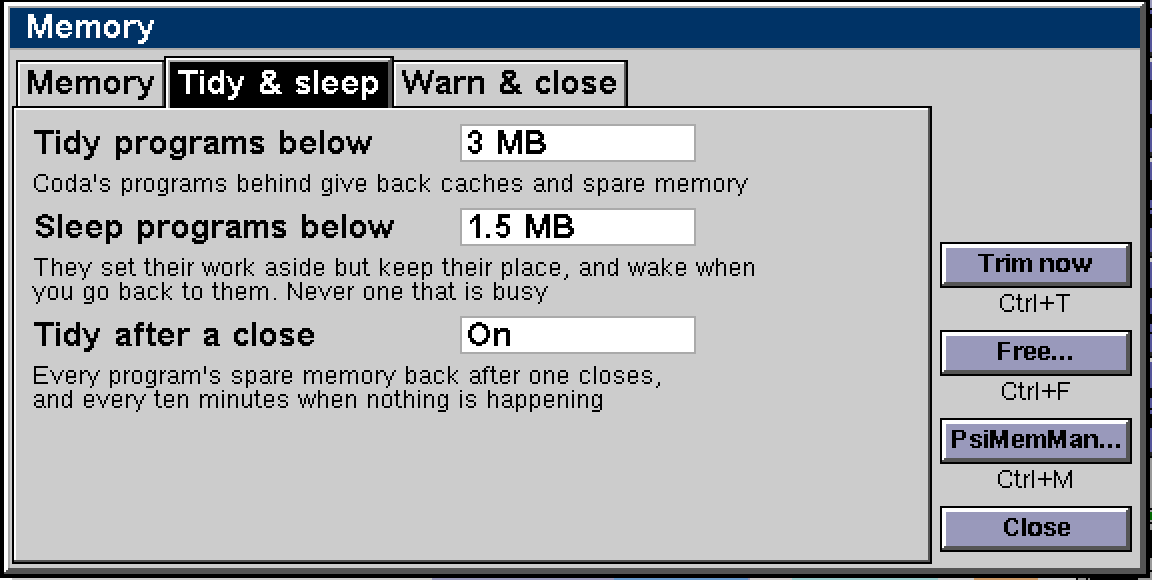 Memory
Memory Tidy & sleep Warn & close
Tidy programs below 3 MB
Coda's programs behind give back caches and spare memory
Sleep programs below 1.5 MB
They set their work aside but keep their place, and wake when
you go back to them. Never one that is busy
Tidy after a close On
Every program's spare memory back after one closes,
and every ten minutes when nothing is happening
Trim now
Ctrl+T
Free...
Ctrl+F
PsiMemMan...
Ctrl+M
Close